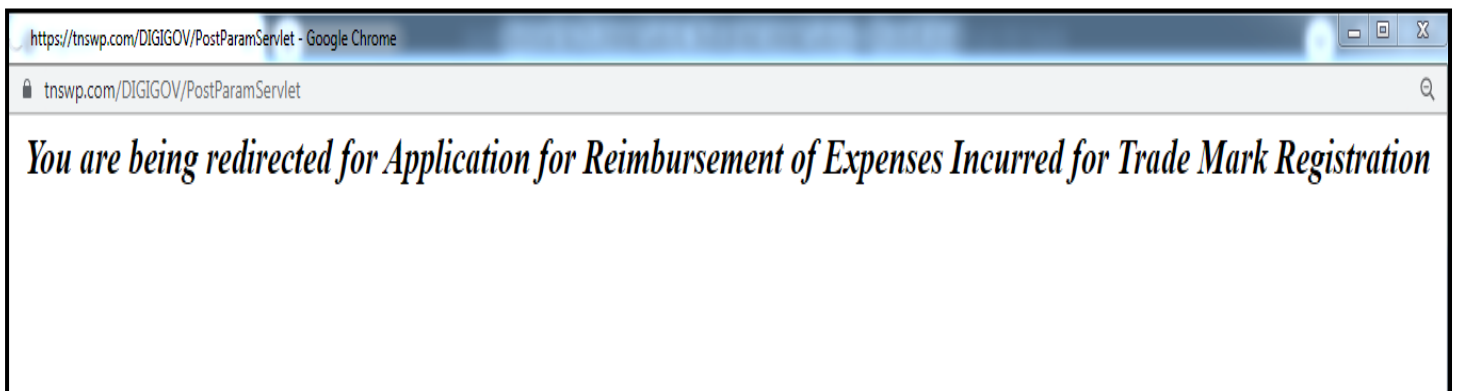 https://tnswp.com/DIGIGOV/PostParamServlet - Google Chrome
tnswp.com/DIGIGOV/PostParamServlet
You are being redirected for Application for Reimbursement of Expenses Incurred for Trade Mark Registration